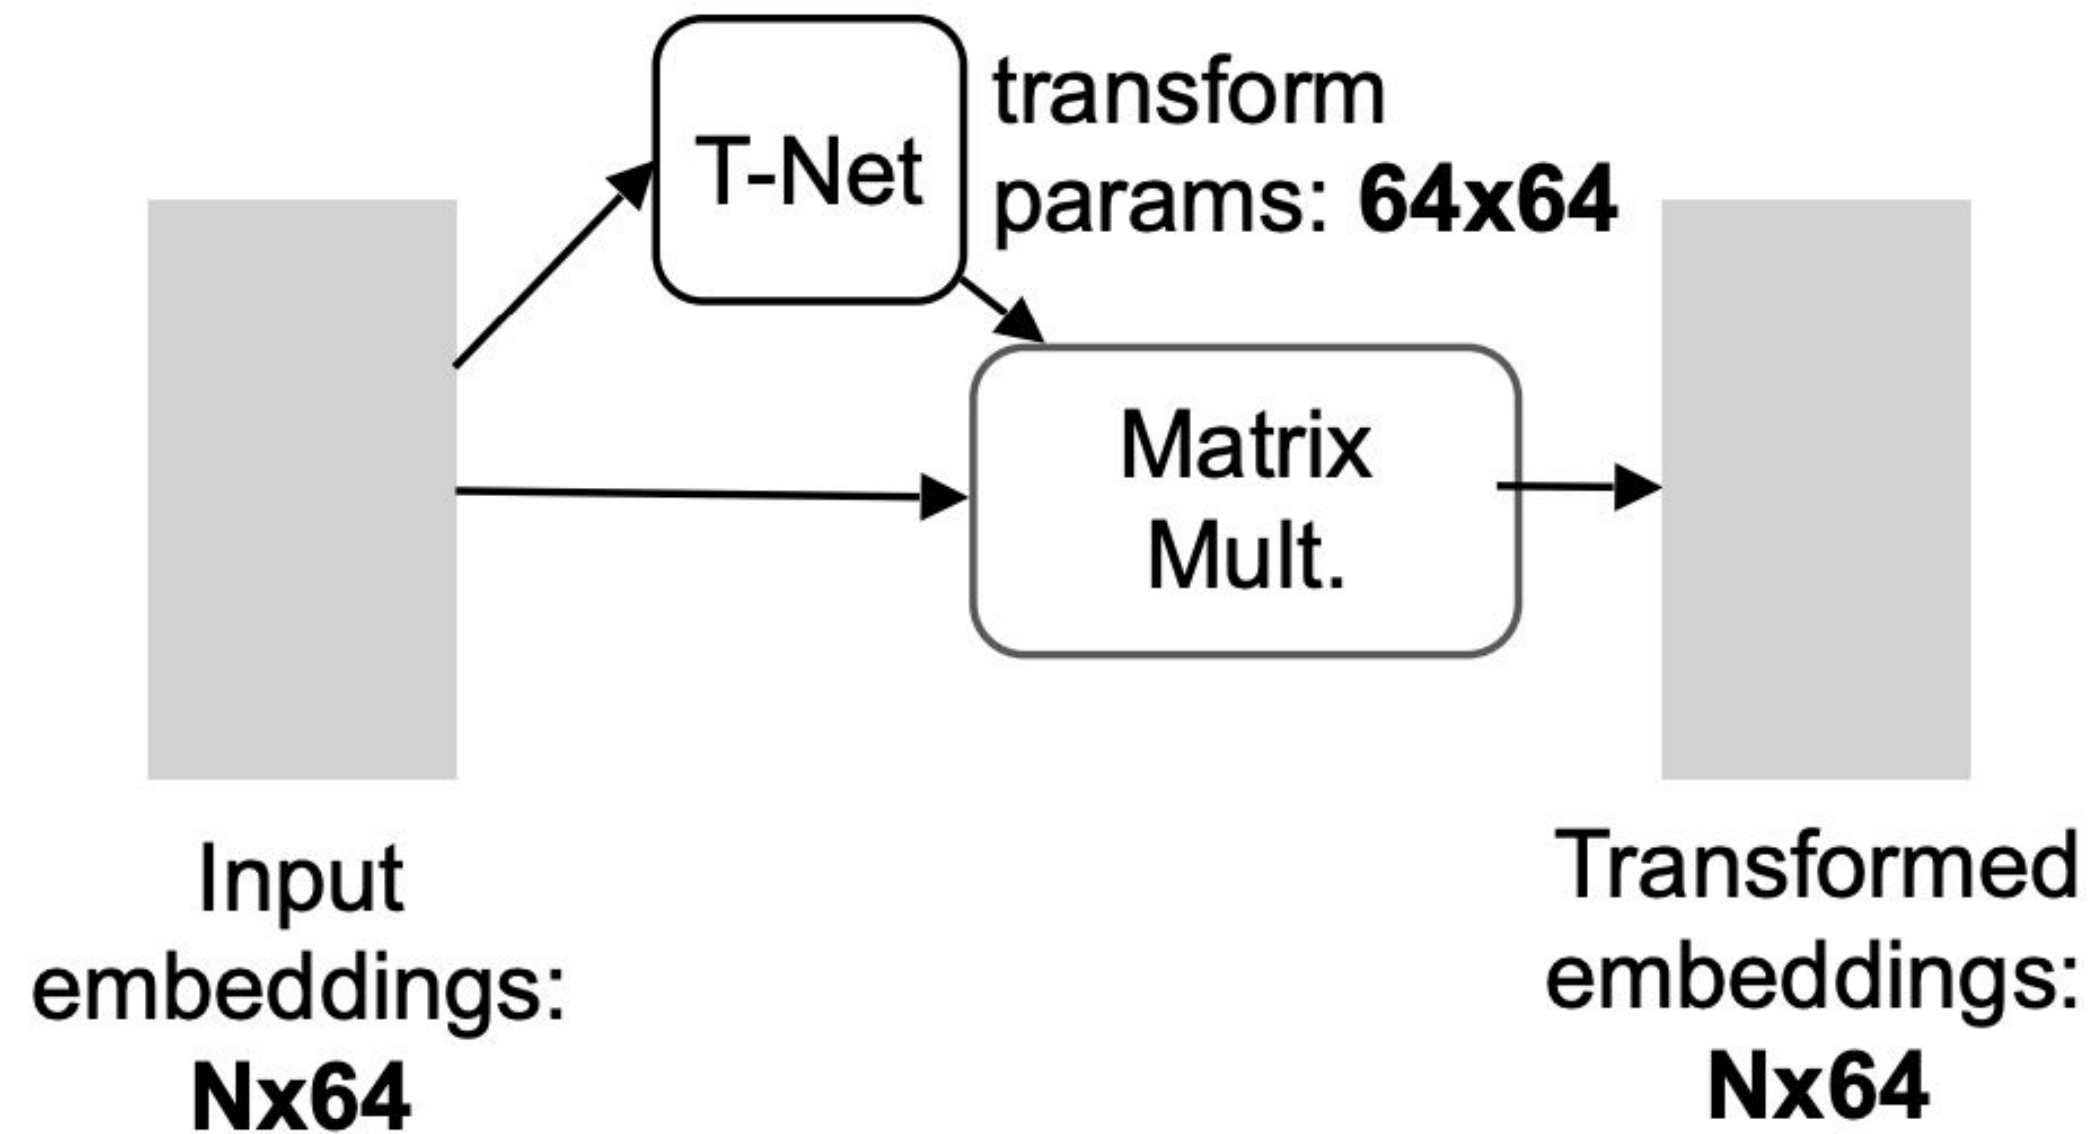 T-Net
transform
params: 64x64
Matrix
Mult.
Input
embeddings:
Nx64
Transformed
embeddings:
Nx64